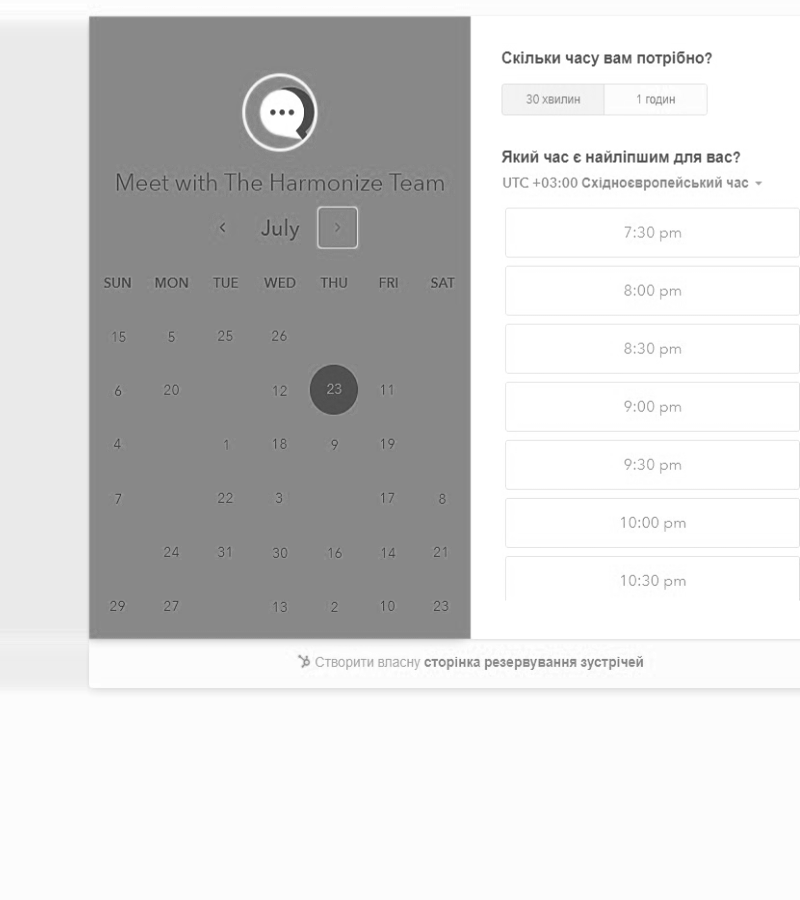 Meet with The Harmonize Team
July
SUN MON TUE WED THU FRI SAT
15 5 25 26
6 20 12 23 11
4 1 18 9 19
7 22 3 17 8
24 31 30 16 14 21
29 27 13 2 10 23
Скільки часу вам потрібно?
30 хвилин 1 годин
Який час є найліпшим для вас?
UTC +03:00 Східноєвропейський час
7:30 pm
8:00 pm
8:30 pm
9:00 pm
9:30 pm
10:00 pm
10:30 pm
Створити власну сторінка резервування зустрічей